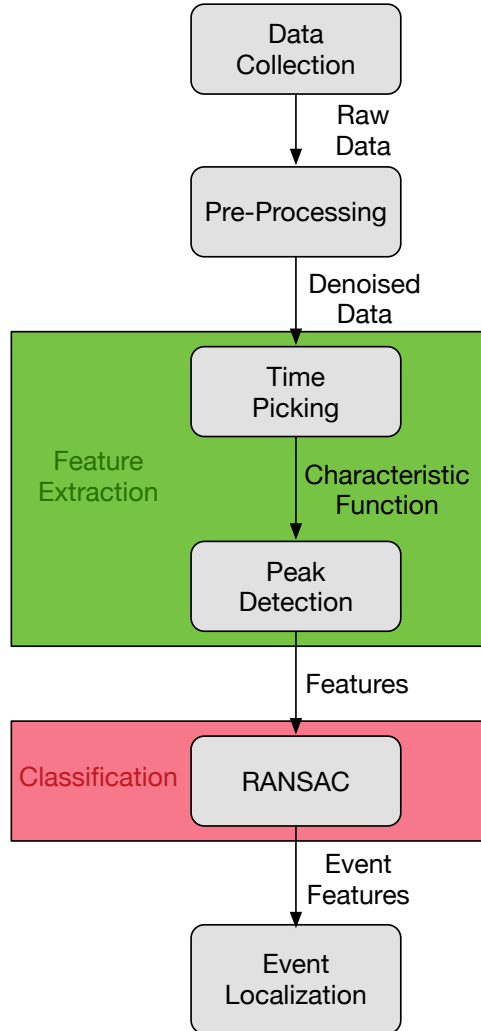 Data
Collection
Raw
Data
Pre-Processing
Denoised
Data
Time
Picking
Feature
Extraction
Characteristic
Function
Peak
Detection
Features
Classification
RANSAC
Event
Features
Event
Localization